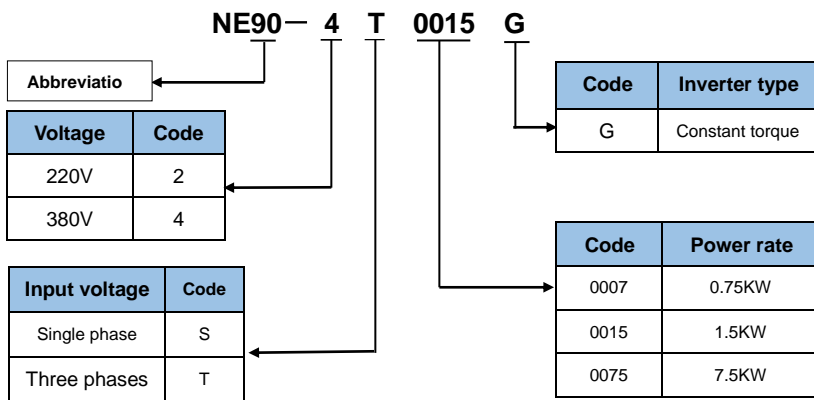 NE90— 4 T 0015 G
Abbreviatio
Voltage Code
220V 2
380V 4
Input voltage Code
Single phase S
Three phases T
Code Inverter type
G Constant torque
Code Power rate
0007 0.75KW
0015 1.5KW
0075 7.5KW